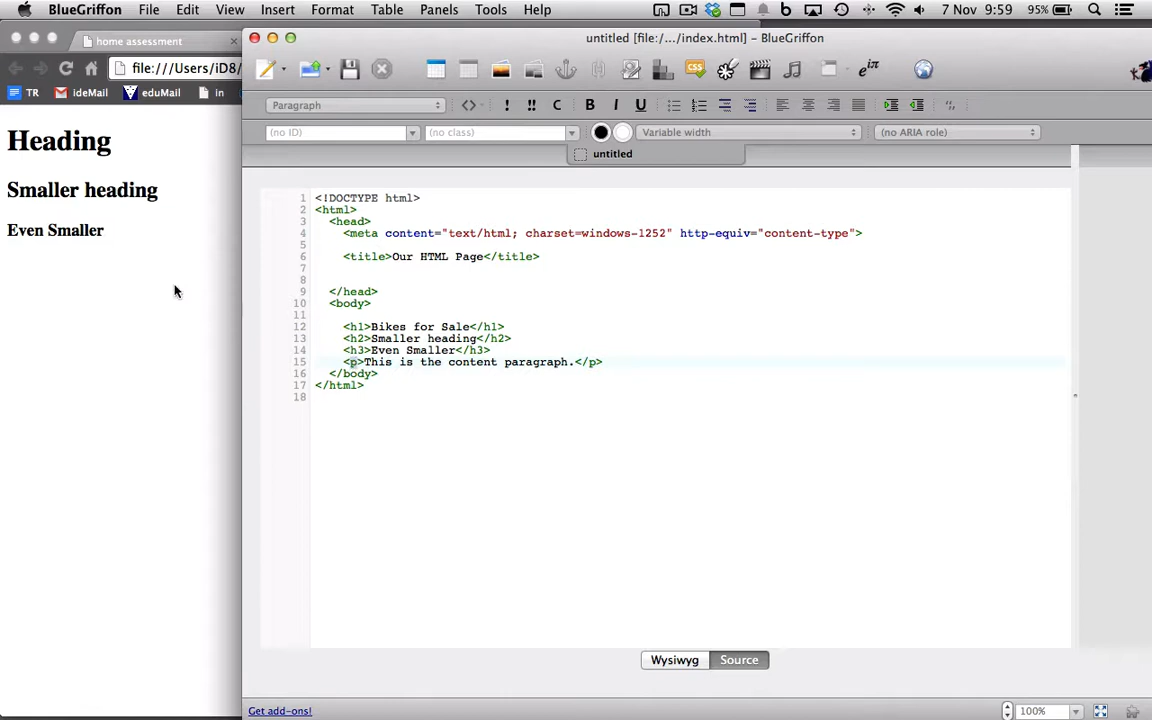 BlueGriffon File Edit View Insert Format Table Panels Tools Help 7 Nov 9:59 95%
home assessment
untitled [file:/.../index.html] - BlueGriffon
file:///Users/iD8/
TR ideMail eduMail in
Paragraph ! !! C B I U
(no ID) (no class) Variable width (no ARIA role)
untitled
Heading
Smaller heading
Even Smaller
1 <!DOCTYPE html>
2 <html>
3 <head>
4 <meta content="text/html; charset=windows-1252" http-equiv="content-type">
5
6 <title>Our HTML Page</title>
7
8
9 </head>
10 <body>
11
12 <h1>Bikes for Sale</h1>
13 <h2>Smaller heading</h2>
14 <h3>Even Smaller</h3>
15 <p>This is the content paragraph.</p>
16 </body>
17 </html>
18
Wysiwyg Source
Get add-ons! 100%